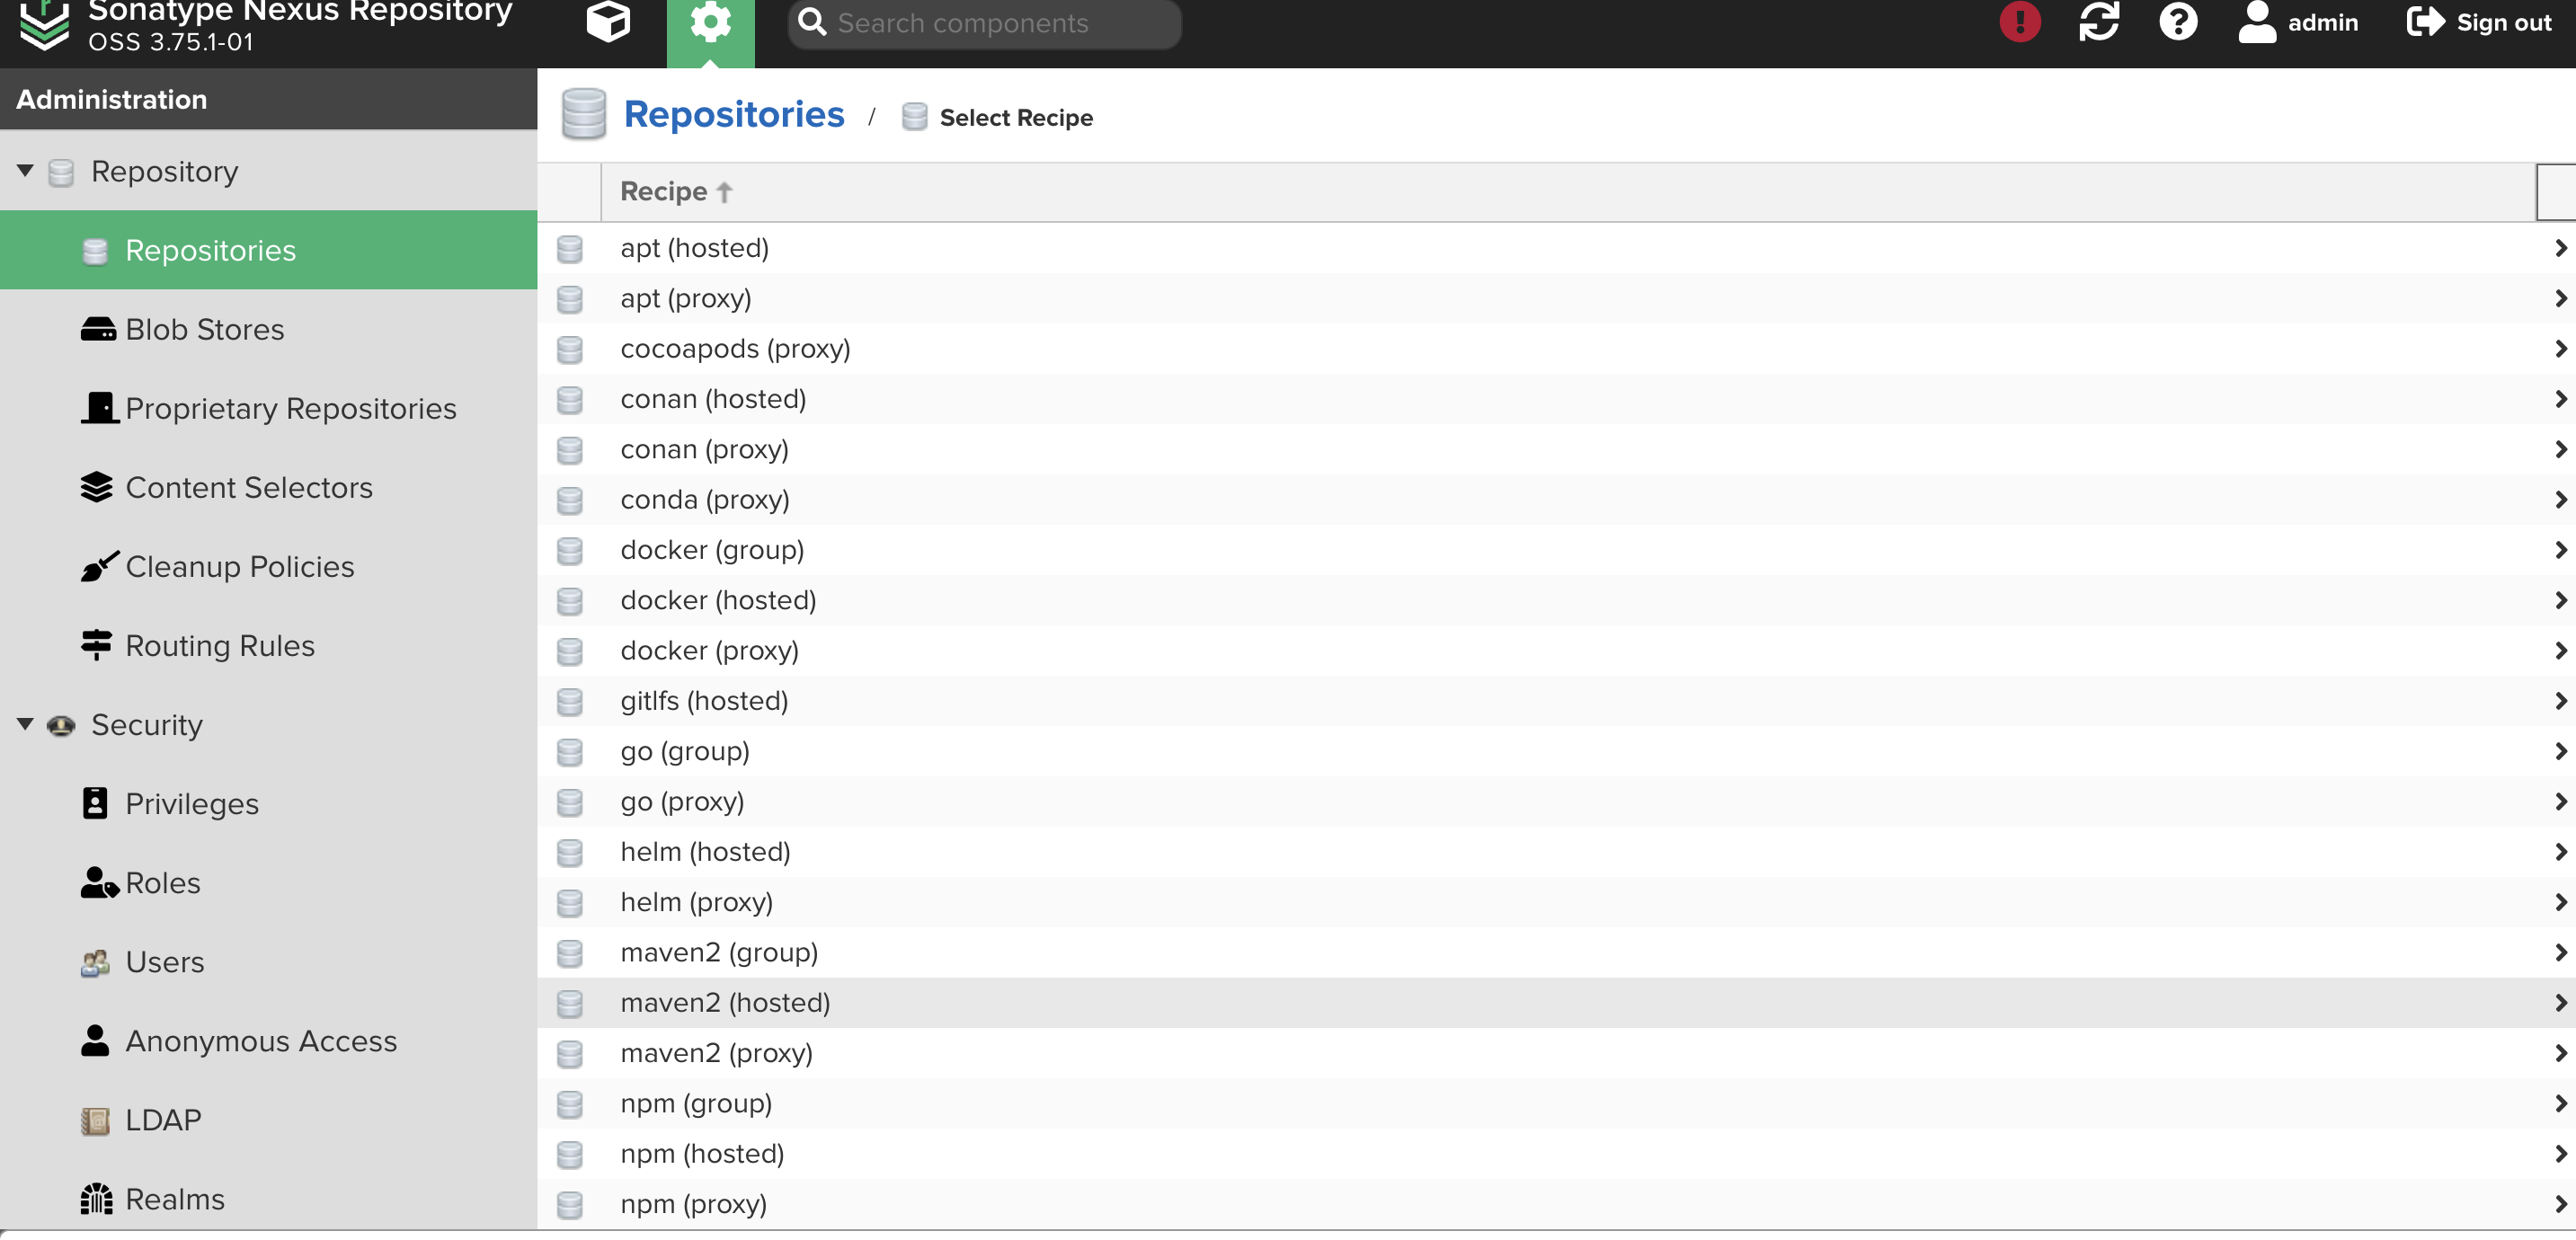 Sonatype Nexus Repository
OSS 3.75.1-01
Search components
admin
Sign out
Administration
Repository
Repositories
Blob Stores
Proprietary Repositories
Content Selectors
Cleanup Policies
Routing Rules
Security
Privileges
Roles
Users
Anonymous Access
LDAP
Realms
Repositories / Select Recipe
Recipe
apt (hosted)
apt (proxy)
cocoapods (proxy)
conan (hosted)
conan (proxy)
conda (proxy)
docker (group)
docker (hosted)
docker (proxy)
gitlfs (hosted)
go (group)
go (proxy)
helm (hosted)
helm (proxy)
maven2 (group)
maven2 (hosted)
maven2 (proxy)
npm (group)
npm (hosted)
npm (proxy)